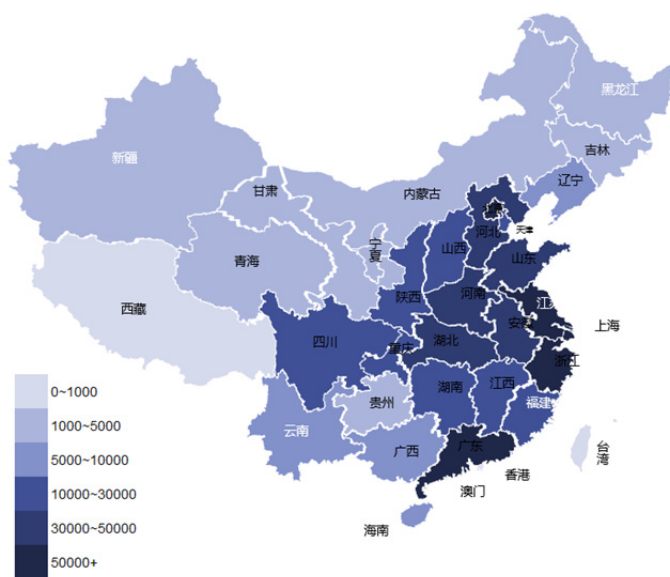 黑龙江
吉林
辽宁
新疆
甘肃
内蒙古
北京
天津
河北
宁夏
山西
山东
青海
西藏
陕西
河南
江苏
安徽
上海
四川
重庆
湖北
浙江
贵州
湖南
江西
福建
云南
广西
广东
台湾
香港
澳门
海南
0~1000
1000~5000
5000~10000
10000~30000
30000~50000
50000+